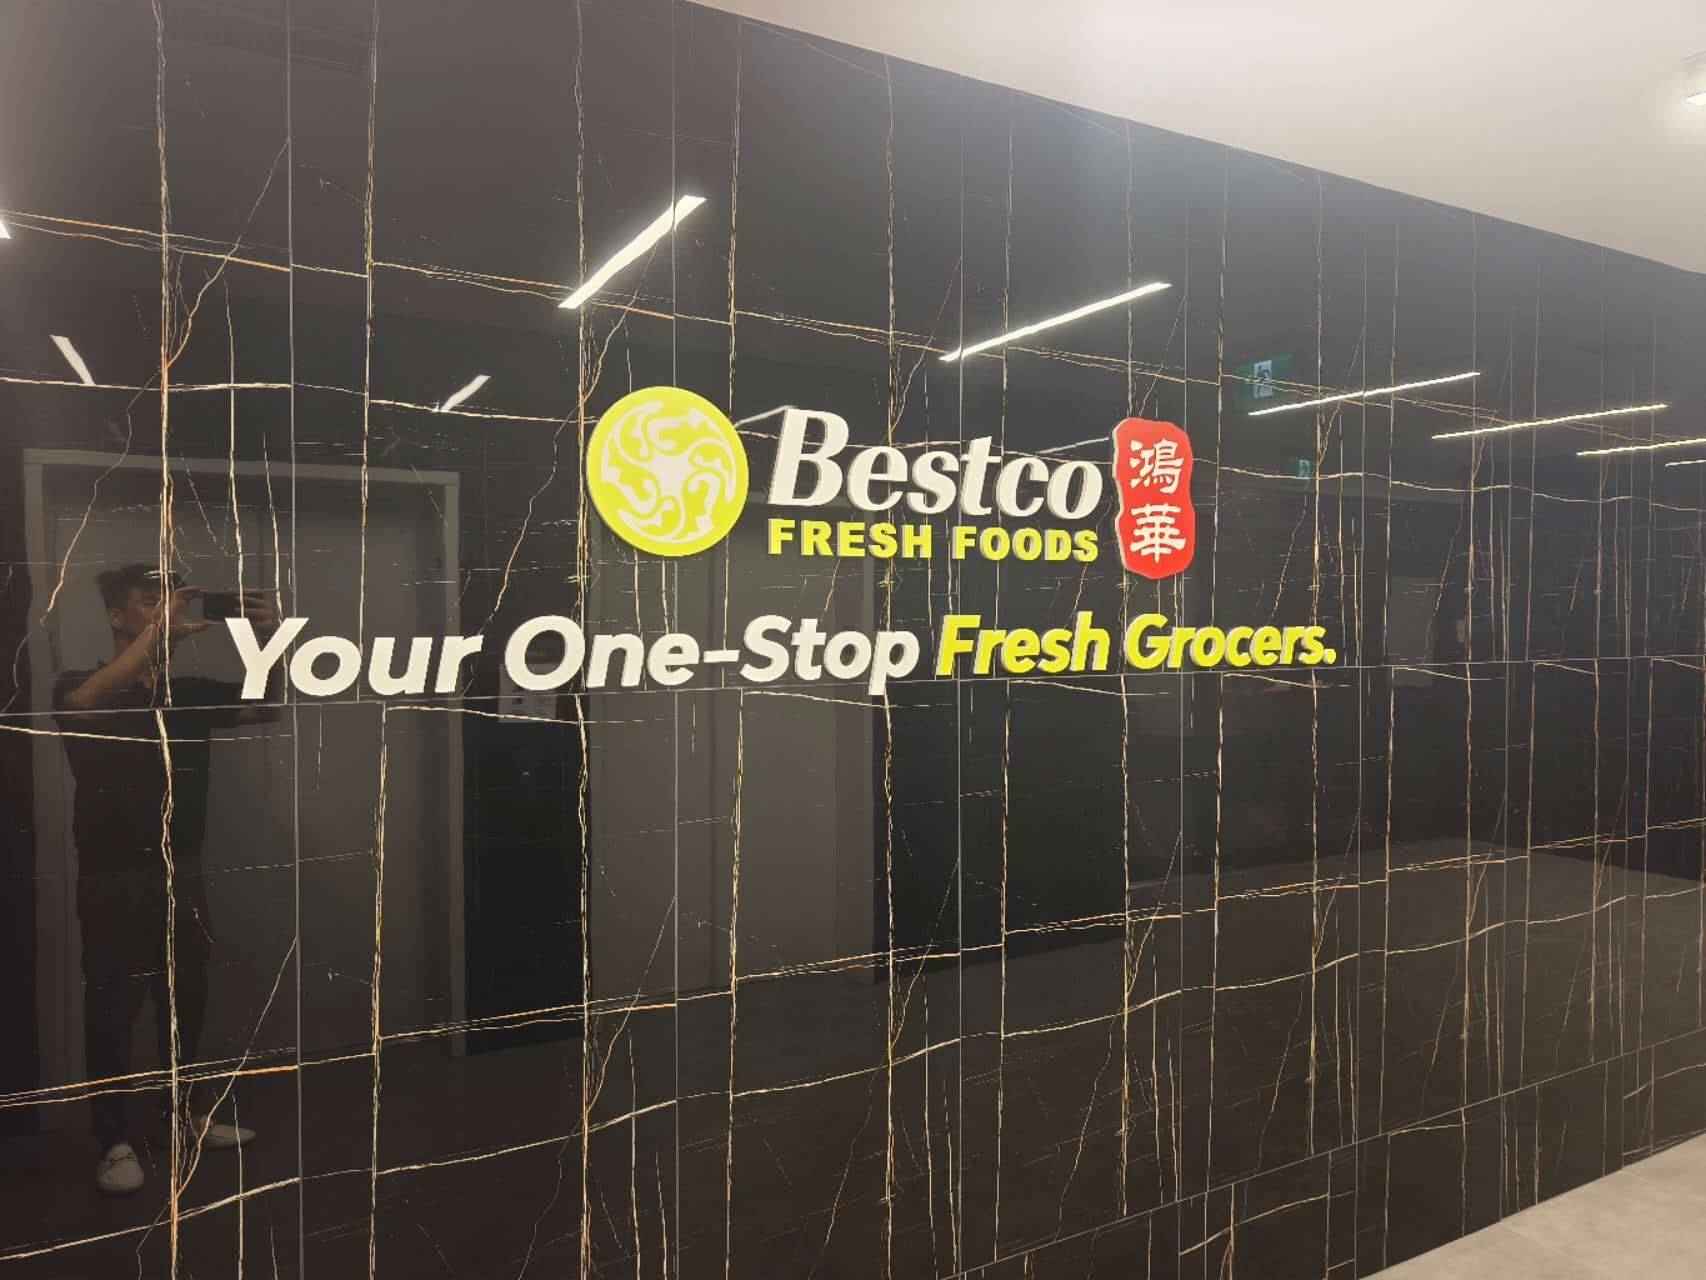 Bestco
FRESH FOODS
鴻華
Your One-Stop Fresh Grocers.